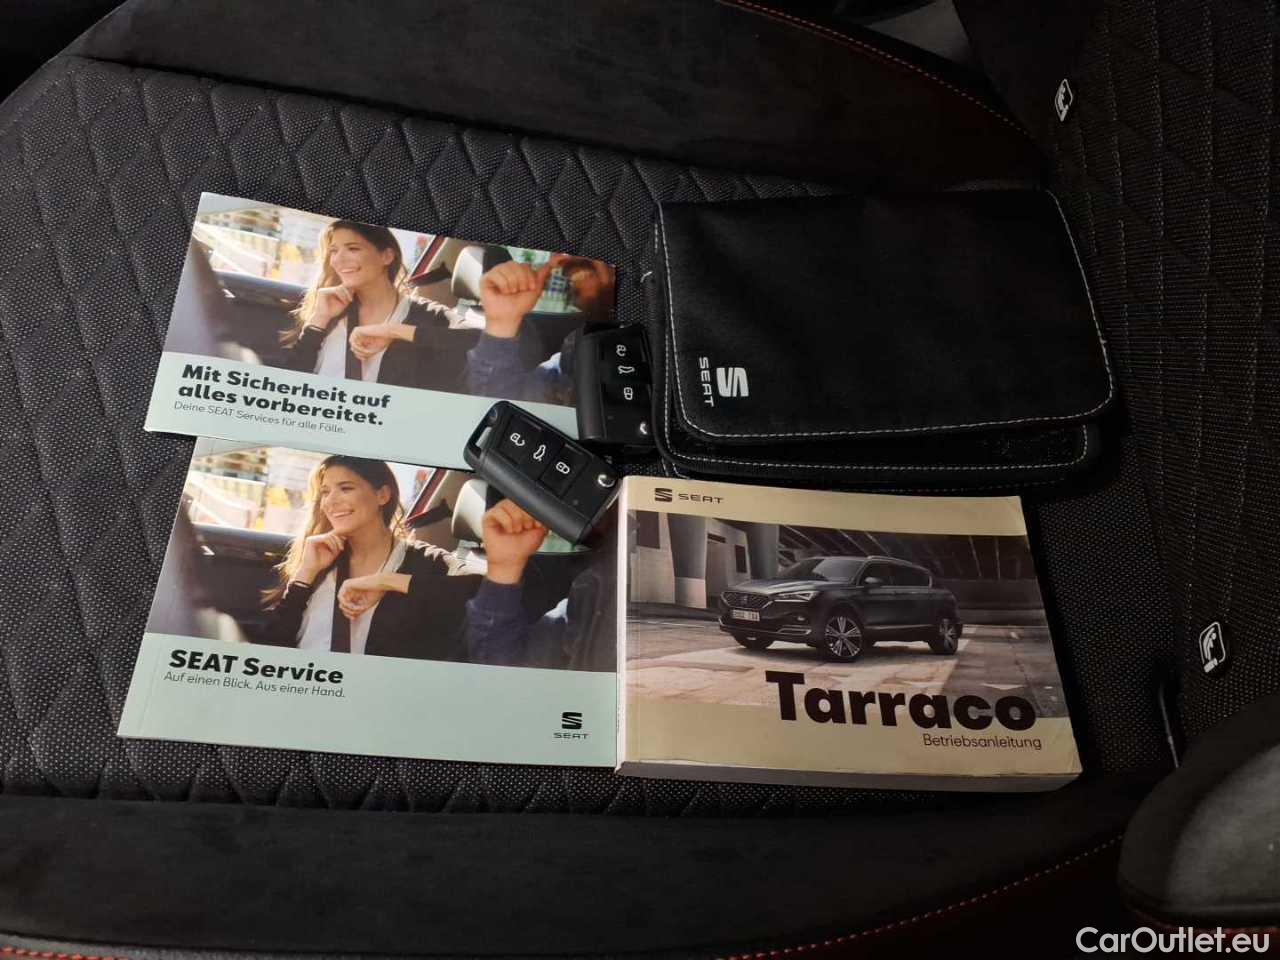 Mit Sicherheit auf
alles vorbereitet.
Deine SEAT Services für alle Fälle.
SEAT
SEAT Service
Auf einen Blick. Aus einer Hand.
SEAT
SEAT
Tarraco
Betriebsanleitung
CarOutlet.eu